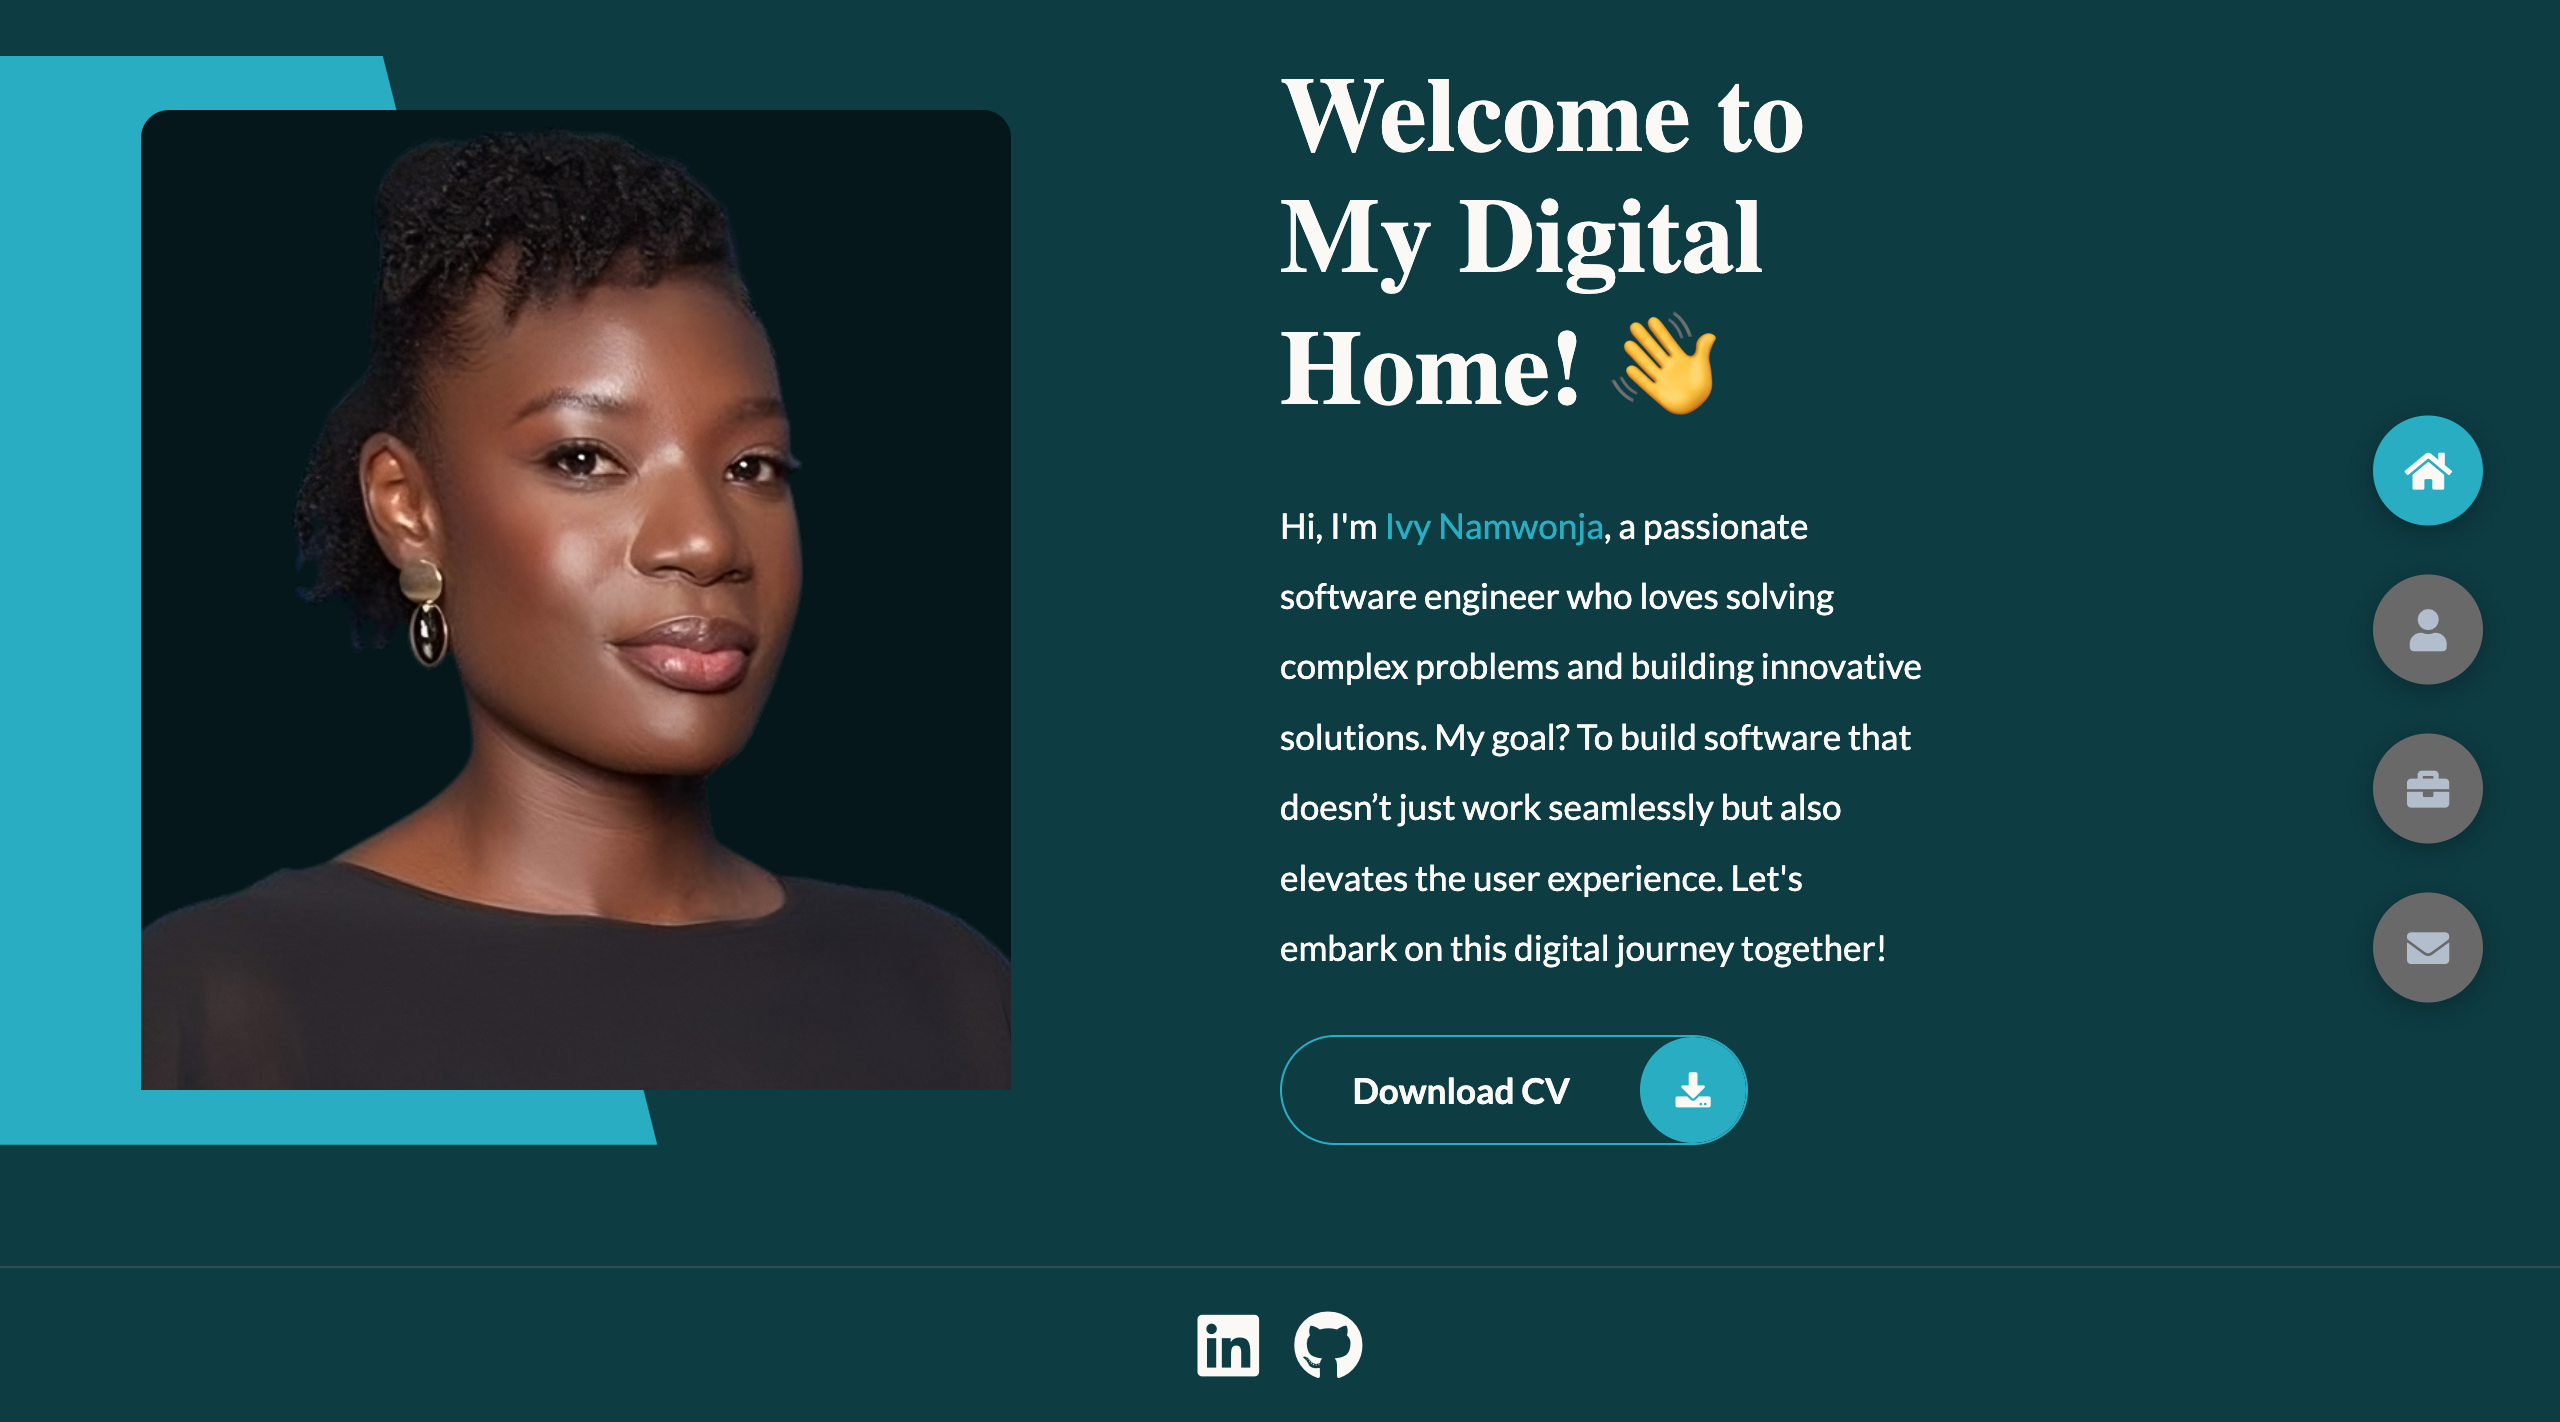 Welcome to
My Digital
Home! 👋
Hi, I'm Ivy Namwonja, a passionate
software engineer who loves solving
complex problems and building innovative
solutions. My goal? To build software that
doesn’t just work seamlessly but also
elevates the user experience. Let's
embark on this digital journey together!
Download CV
in